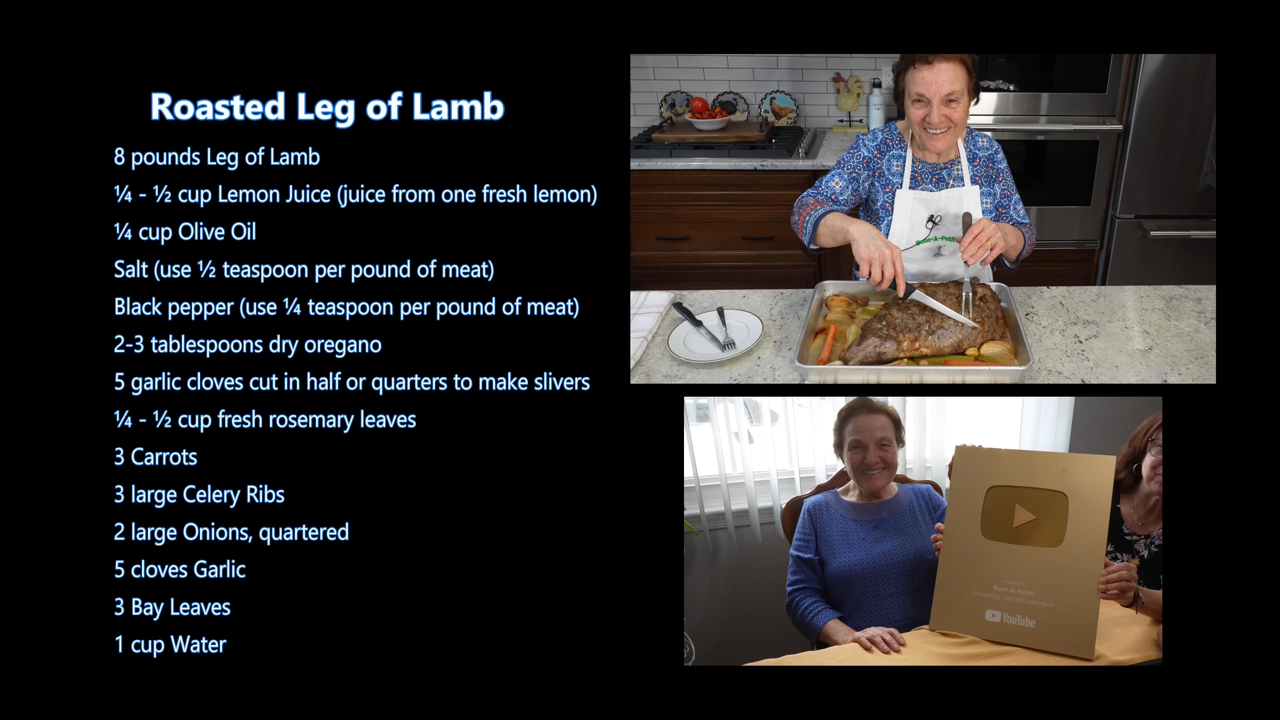 Roasted Leg of Lamb
8 pounds Leg of Lamb
¼ - ½ cup Lemon Juice (juice from one fresh lemon)
¼ cup Olive Oil
Salt (use ½ teaspoon per pound of meat)
Black pepper (use ¼ teaspoon per pound of meat)
2-3 tablespoons dry oregano
5 garlic cloves cut in half or quarters to make slivers
¼ - ½ cup fresh rosemary leaves
3 Carrots
3 large Celery Ribs
2 large Onions, quartered
5 cloves Garlic
3 Bay Leaves
1 cup Water
Buon-A-Petitti
Buon-A-Petitti
YouTube